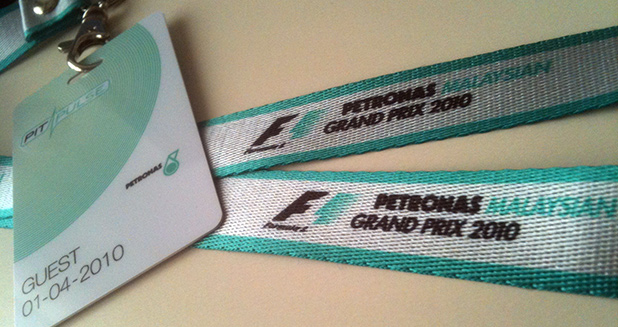 PIT PULSE
PETRONAS
GUEST
01-04-2010
F1 PETRONAS MALAYSIAN
Formula 1 GRAND PRIX 2010
F1 PETRONAS MALAYSIAN
Formula 1 GRAND PRIX 2010